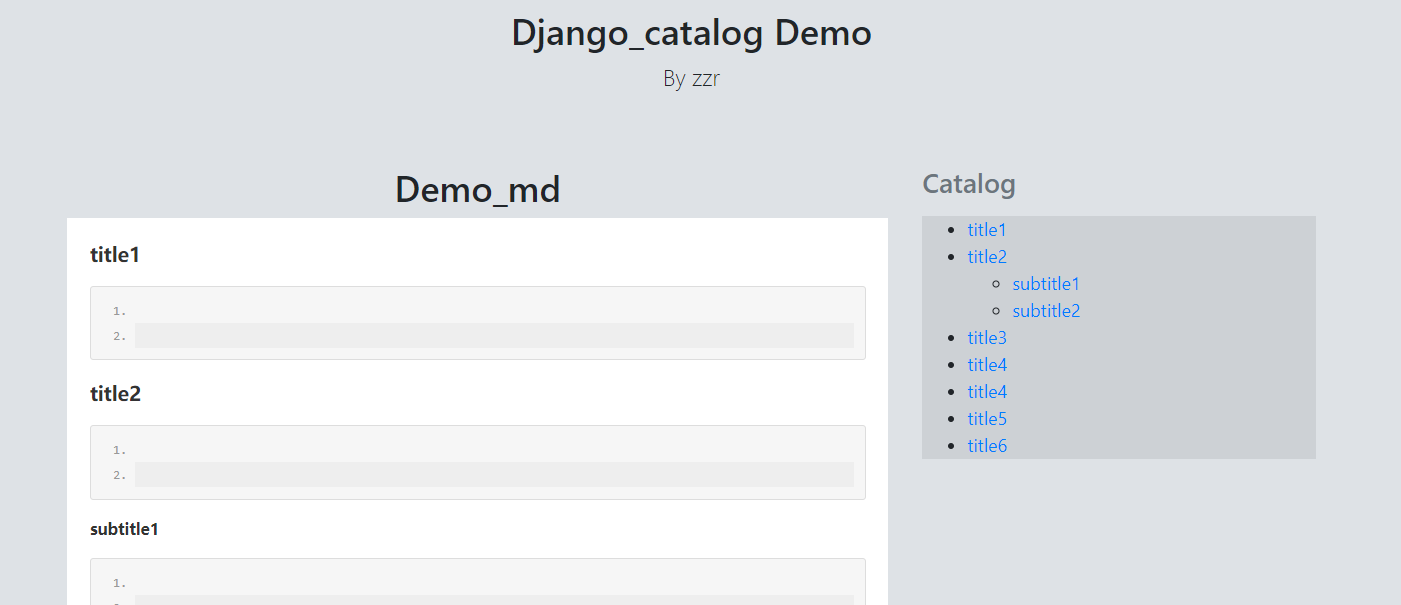 Django_catalog Demo
By zzr
Demo_md
title1
1.
2.
title2
1.
2.
subtitle1
1.
Catalog
title1
title2
subtitle1
subtitle2
title3
title4
title4
title5
title6